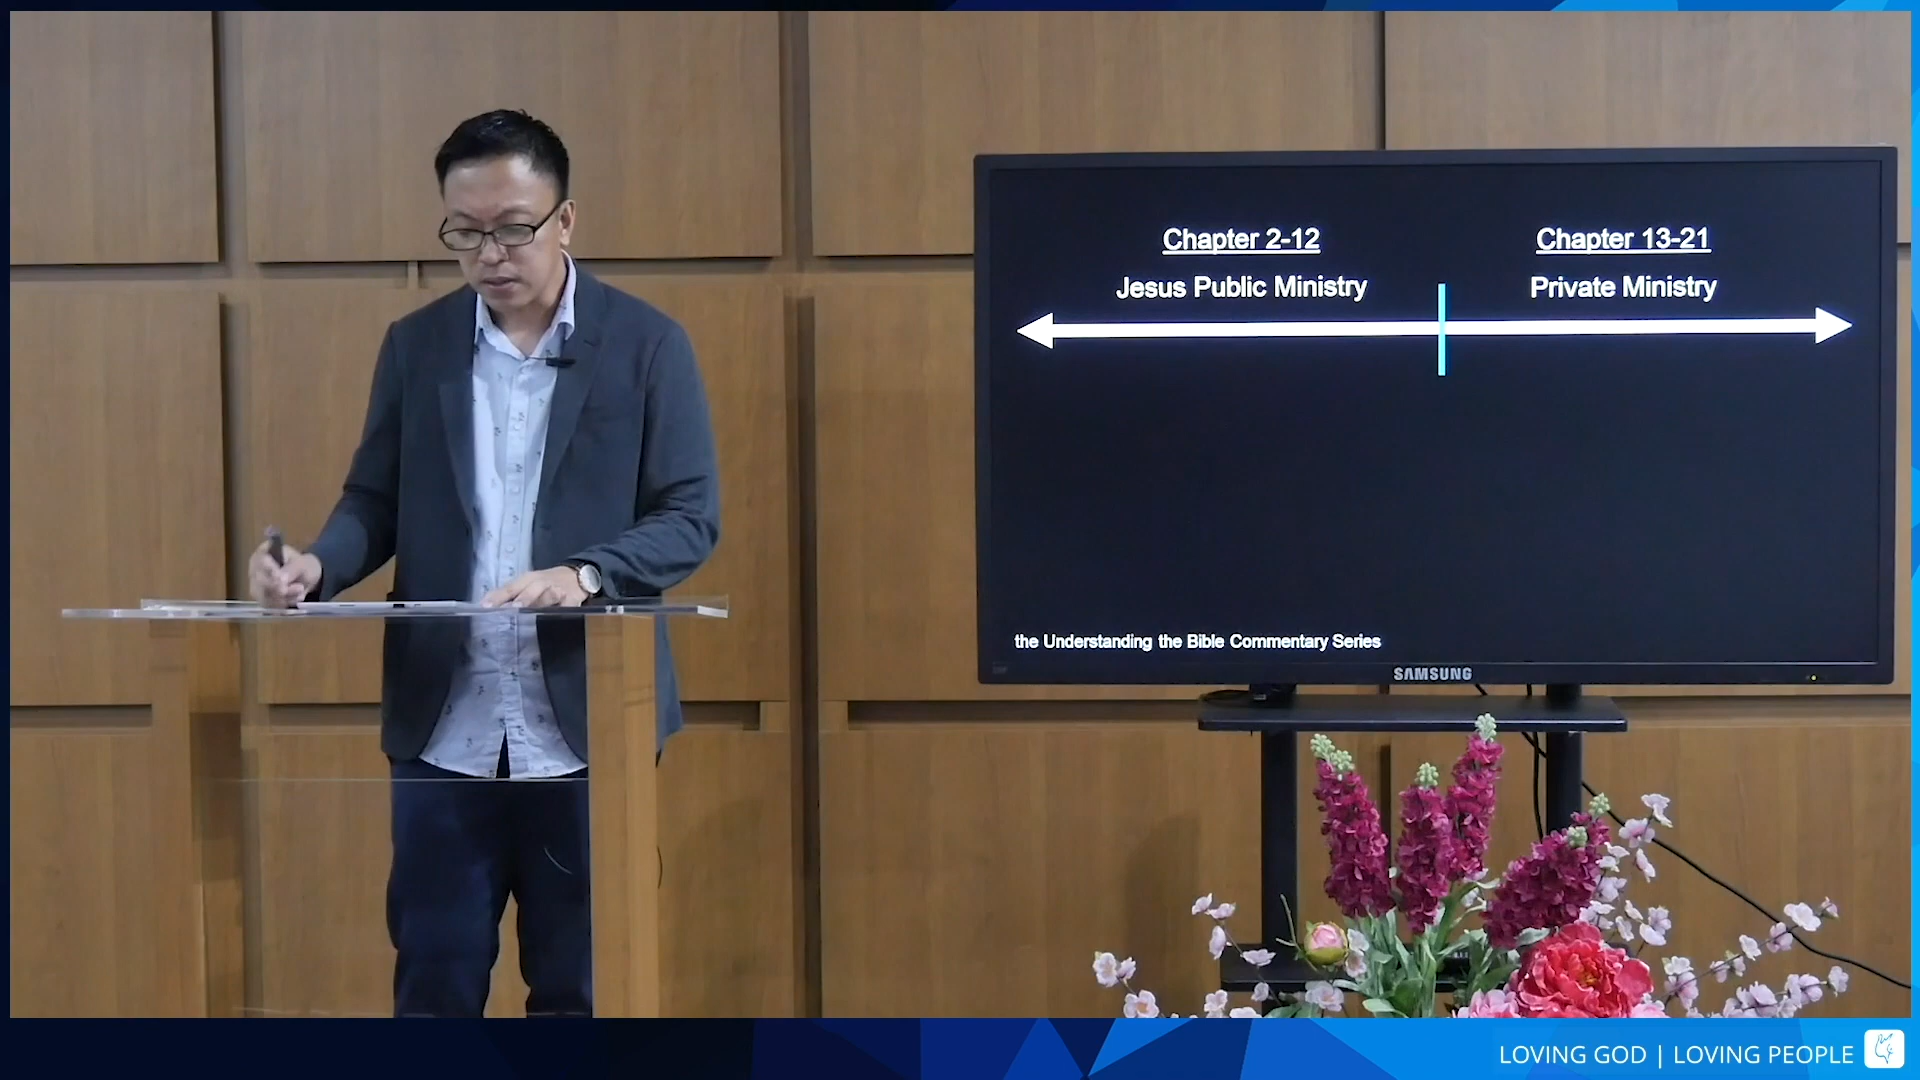 Chapter 2-12
Jesus Public Ministry
Chapter 13-21
Private Ministry
the Understanding the Bible Commentary Series
SAMSUNG
LOVING GOD | LOVING PEOPLE